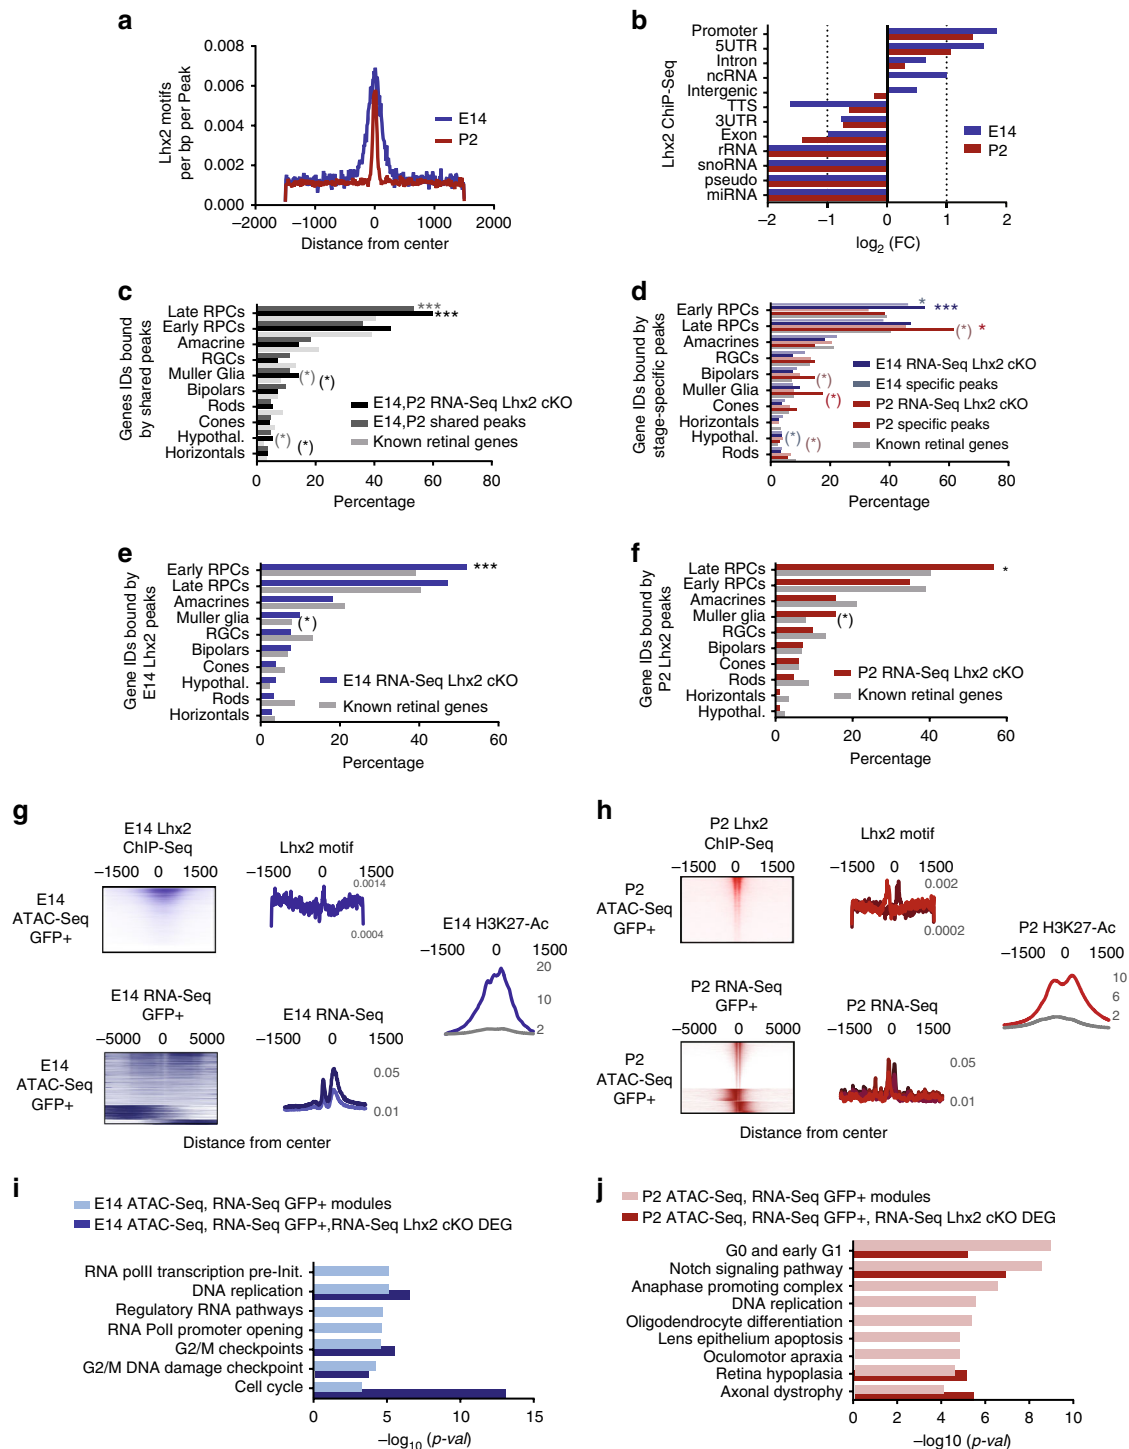 a
0.008
0.006
0.004
0.002
0.000
Lhx2 motifs
per bp per Peak
E14
P2
−2000 −1000 0 1000 2000
Distance from center
b
Lhx2 ChiP-Seq
Promoter
5UTR
Intron
ncRNA
Intergenic
TTS
3UTR
Exon
rRNA
snoRNA
pseudo
miRNA
E14
P2
−2 −1 0 1 2
log2 (FC)
c
Genes IDs bound
by shared peaks
Late RPCs
Early RPCs
Amacrine
RGCs
Muller Glia
Bipolars
Rods
Cones
Hypothal.
Horizontals
***
***
(*)
(*)
(*)
(*)
E14,P2 RNA-Seq Lhx2 cKO
E14,P2 shared peaks
Known retinal genes
0 20 40 60 80
Percentage
d
Gene IDs bound by
stage-specific peaks
Early RPCs
Late RPCs
Amacrines
RGCs
Bipolars
Muller Glia
Cones
Horizontals
Hypothal.
Rods
*
***
(*) *
(*)
(*)
(*)
(*)
E14 RNA-Seq Lhx2 cKO
E14 specific peaks
P2 RNA-Seq Lhx2 cKO
P2 specific peaks
Known retinal genes
0 20 40 60 80
Percentage
e
Gene IDs bound by
E14 Lhx2 peaks
Early RPCs
Late RPCs
Amacrines
Muller glia
RGCs
Bipolars
Cones
Hypothal.
Rods
Horizontals
***
(*)
E14 RNA-Seq Lhx2 cKO
Known retinal genes
0 20 40 60
Percentage
f
Gene IDs bound by
P2 Lhx2 peaks
Late RPCs
Early RPCs
Amacrines
Muller glia
RGCs
Bipolars
Cones
Rods
Horizontals
Hypothal.
*
(*)
P2 RNA-Seq Lhx2 cKO
Known retinal genes
0 20 40 60
Percentage
g
E14 Lhx2
ChIP-Seq
−1500 0 1500
E14
ATAC-Seq
GFP+
Lhx2 motif
−1500 0 1500
0.0014
0.0004
E14 H3K27-Ac
−1500 0 1500
20
10
2
E14 RNA-Seq
GFP+
−5000 0 5000
E14
ATAC-Seq
GFP+
E14 RNA-Seq
−1500 0 1500
0.05
0.01
Distance from center
h
P2 Lhx2
ChIP-Seq
−1500 0 1500
P2
ATAC-Seq
GFP+
Lhx2 motif
−1500 0 1500
0.002
0.0002
P2 H3K27-Ac
−1500 0 1500
10
6
2
P2 RNA-Seq
GFP+
−5000 0 5000
P2
ATAC-Seq
GFP+
P2 RNA-Seq
−1500 0 1500
0.05
0.01
Distance from center
i
E14 ATAC-Seq, RNA-Seq GFP+ modules
E14 ATAC-Seq, RNA-Seq GFP+,RNA-Seq Lhx2 cKO DEG
RNA polII transcription pre-Init.
DNA replication
Regulatory RNA pathways
RNA PolI promoter opening
G2/M checkpoints
G2/M DNA damage checkpoint
Cell cycle
0 5 10 15
−log10 (p-val)
j
P2 ATAC-Seq, RNA-Seq GFP+ modules
P2 ATAC-Seq, RNA-Seq GFP+, RNA-Seq Lhx2 cKO DEG
G0 and early G1
Notch signaling pathway
Anaphase promoting complex
DNA replication
Oligodendrocyte differentiation
Lens epithelium apoptosis
Oculomotor apraxia
Retina hypoplasia
Axonal dystrophy
0 2 4 6 8 10
−log10 (p-val)